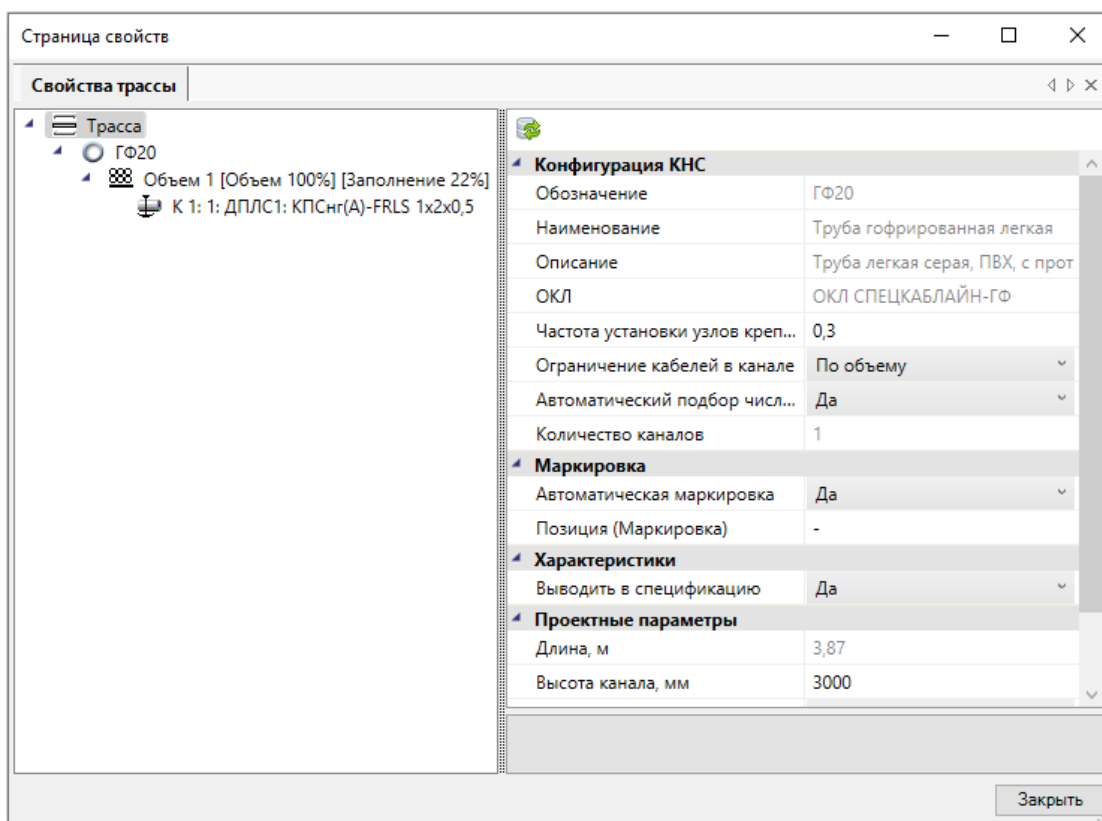 Страница свойств
Свойства трассы
Трасса
ГФ20
Объем 1 [Объем 100%] [Заполнение 22%]
К 1: 1: ДПЛС1: КПСнг(А)-FRLS 1x2x0,5
Конфигурация КНС
Обозначение ГФ20
Наименование Труба гофрированная легкая
Описание Труба легкая серая, ПВХ, с прот
ОКЛ ОКЛ СПЕЦКАБЛАЙН-ГФ
Частота установки узлов креп... 0,3
Ограничение кабелей в канале По объему
Автоматический подбор числ... Да
Количество каналов 1
Маркировка
Автоматическая маркировка Да
Позиция (Маркировка) -
Характеристики
Выводить в спецификацию Да
Проектные параметры
Длина, м 3,87
Высота канала, мм 3000
Закрыть